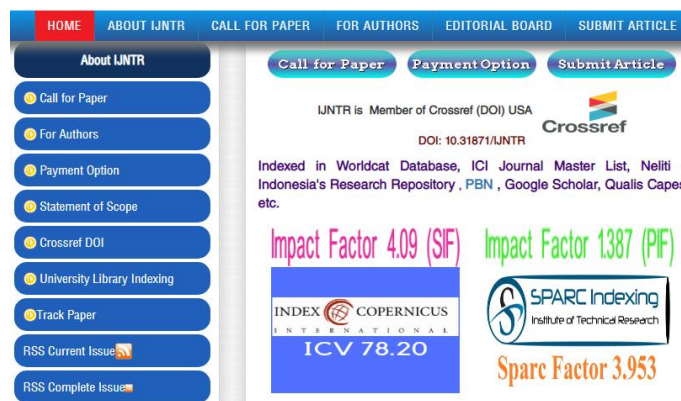 HOME ABOUT IJNTR CALL FOR PAPER FOR AUTHORS EDITORIAL BOARD SUBMIT ARTICLE
About IJNTR
Call for Paper
For Authors
Payment Option
Statement of Scope
Crossref DOI
University Library Indexing
Track Paper
RSS Current Issue
RSS Complete Issue
Call for Paper Payment Option Submit Article
IJNTR is Member of Crossref (DOI) USA
Crossref
DOI: 10.31871/IJNTR
Indexed in Worldcat Database, ICI Journal Master List, Neliti
Indonesia's Research Repository , PBN , Google Scholar, Qualis Capes
etc.
Impact Factor 4.09 (SIF) Impact Factor 1.387 (PIF)
INDEX COPERNICUS
INTERNATIONAL
ICV 78.20
SPARC Indexing
Institute of Technical Research
Sparc Factor 3.953